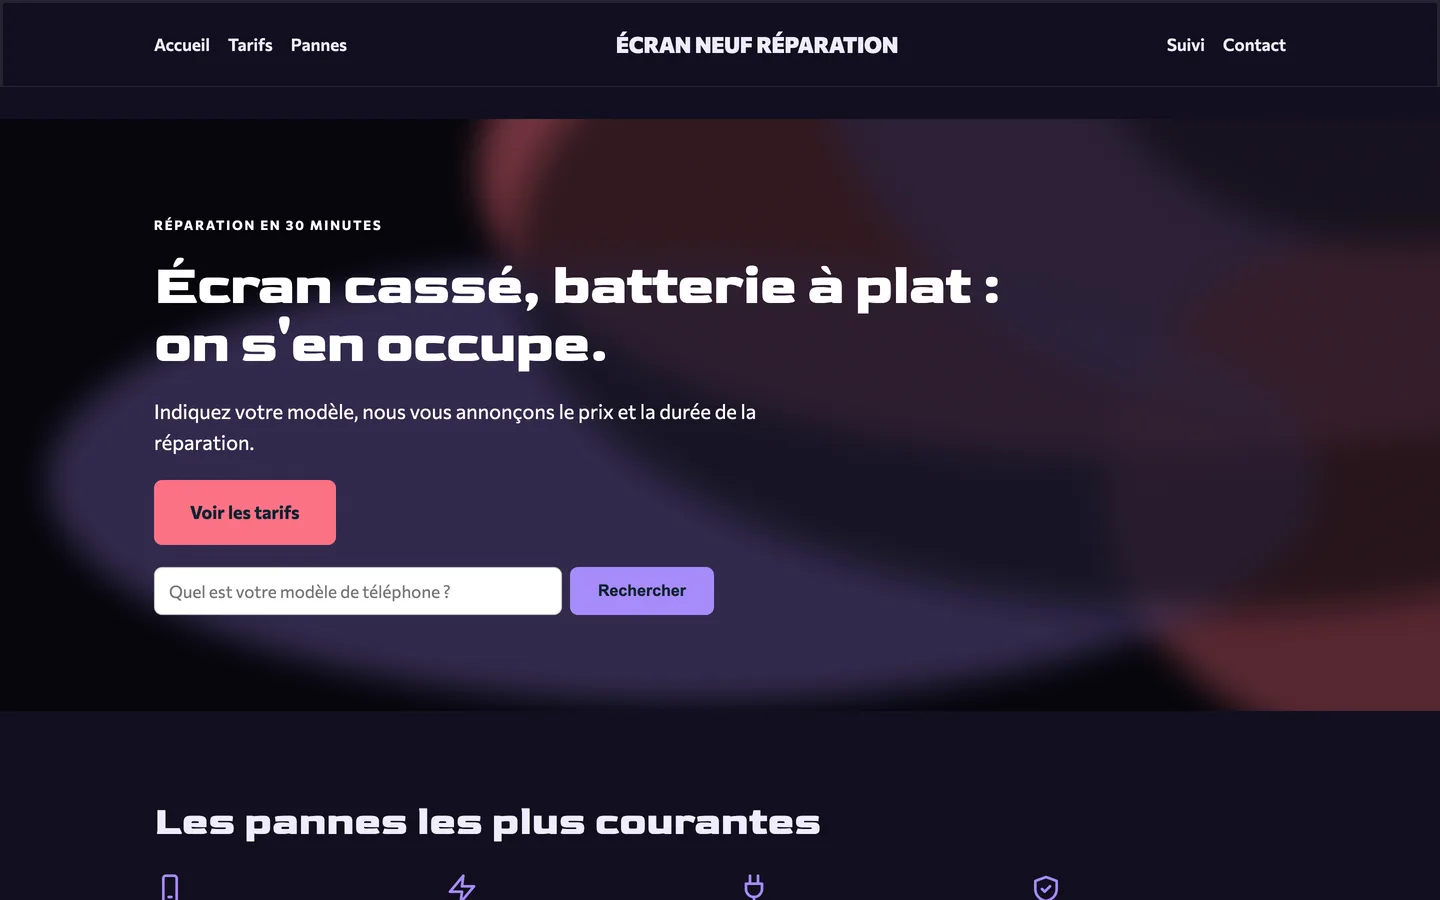 Accueil Tarifs Pannes
ÉCRAN NEUF RÉPARATION
Suivi Contact
RÉPARATION EN 30 MINUTES
Écran cassé, batterie à plat :
on s'en occupe.
Indiquez votre modèle, nous vous annonçons le prix et la durée de la
réparation.
Voir les tarifs
Quel est votre modèle de téléphone ?
Rechercher
Les pannes les plus courantes